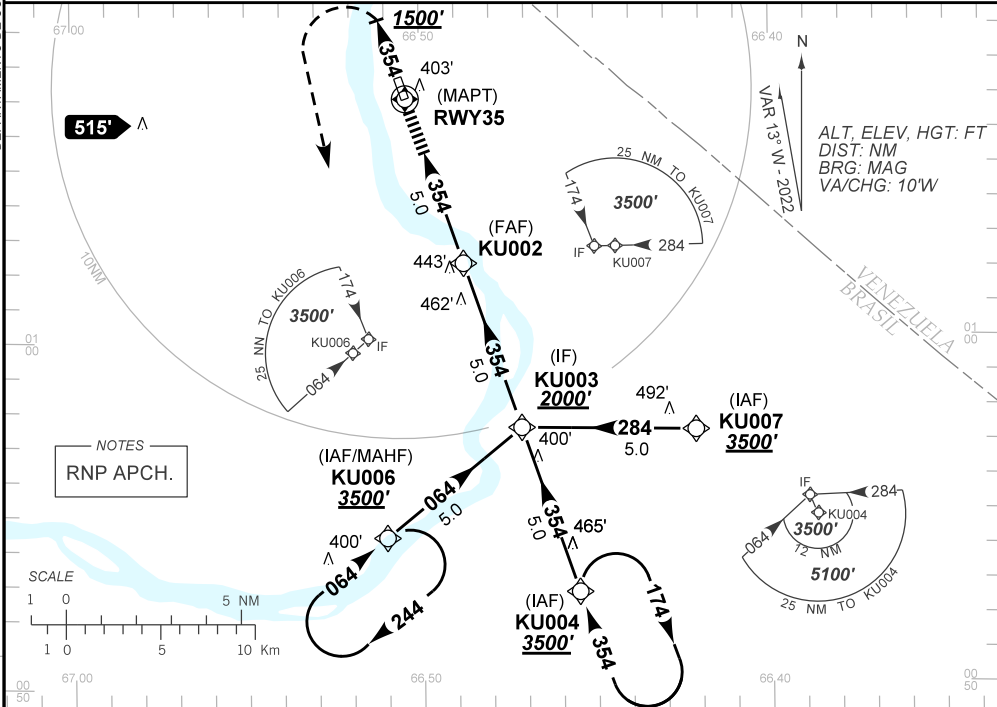 67,00
66,50
66,40
1500'
354
403'
(MAPT)
RWY35
515'
N
VAR 13° W - 2022
ALT, ELEV, HGT: FT
DIST: NM
BRG: MAG
VA/CHG: 10'W
354
5.0
25 NM TO KU007
174
3500'
284
IF
KU007
(FAF)
KU002
443'
462'
10NM
25 NN TO KU006
174
3500'
KU006
IF
064
VENEZUELA
BRASIL
01
00
01
00
354
5.0
(IF)
KU003
2000'
492'
(IAF)
KU007
3500'
284
5.0
400'
NOTES
RNP APCH.
(IAF/MAHF)
KU006
3500'
064
5.0
400'
064
244
354
5.0
465'
(IAF)
KU004
3500'
174
354
IF
284
KU004
064
3500'
12 NM
5100'
25 NM TO KU004
SCALE
1 0 5 NM
1 0 5 10 Km
00
50
67,00
66,50
66,40
00
50